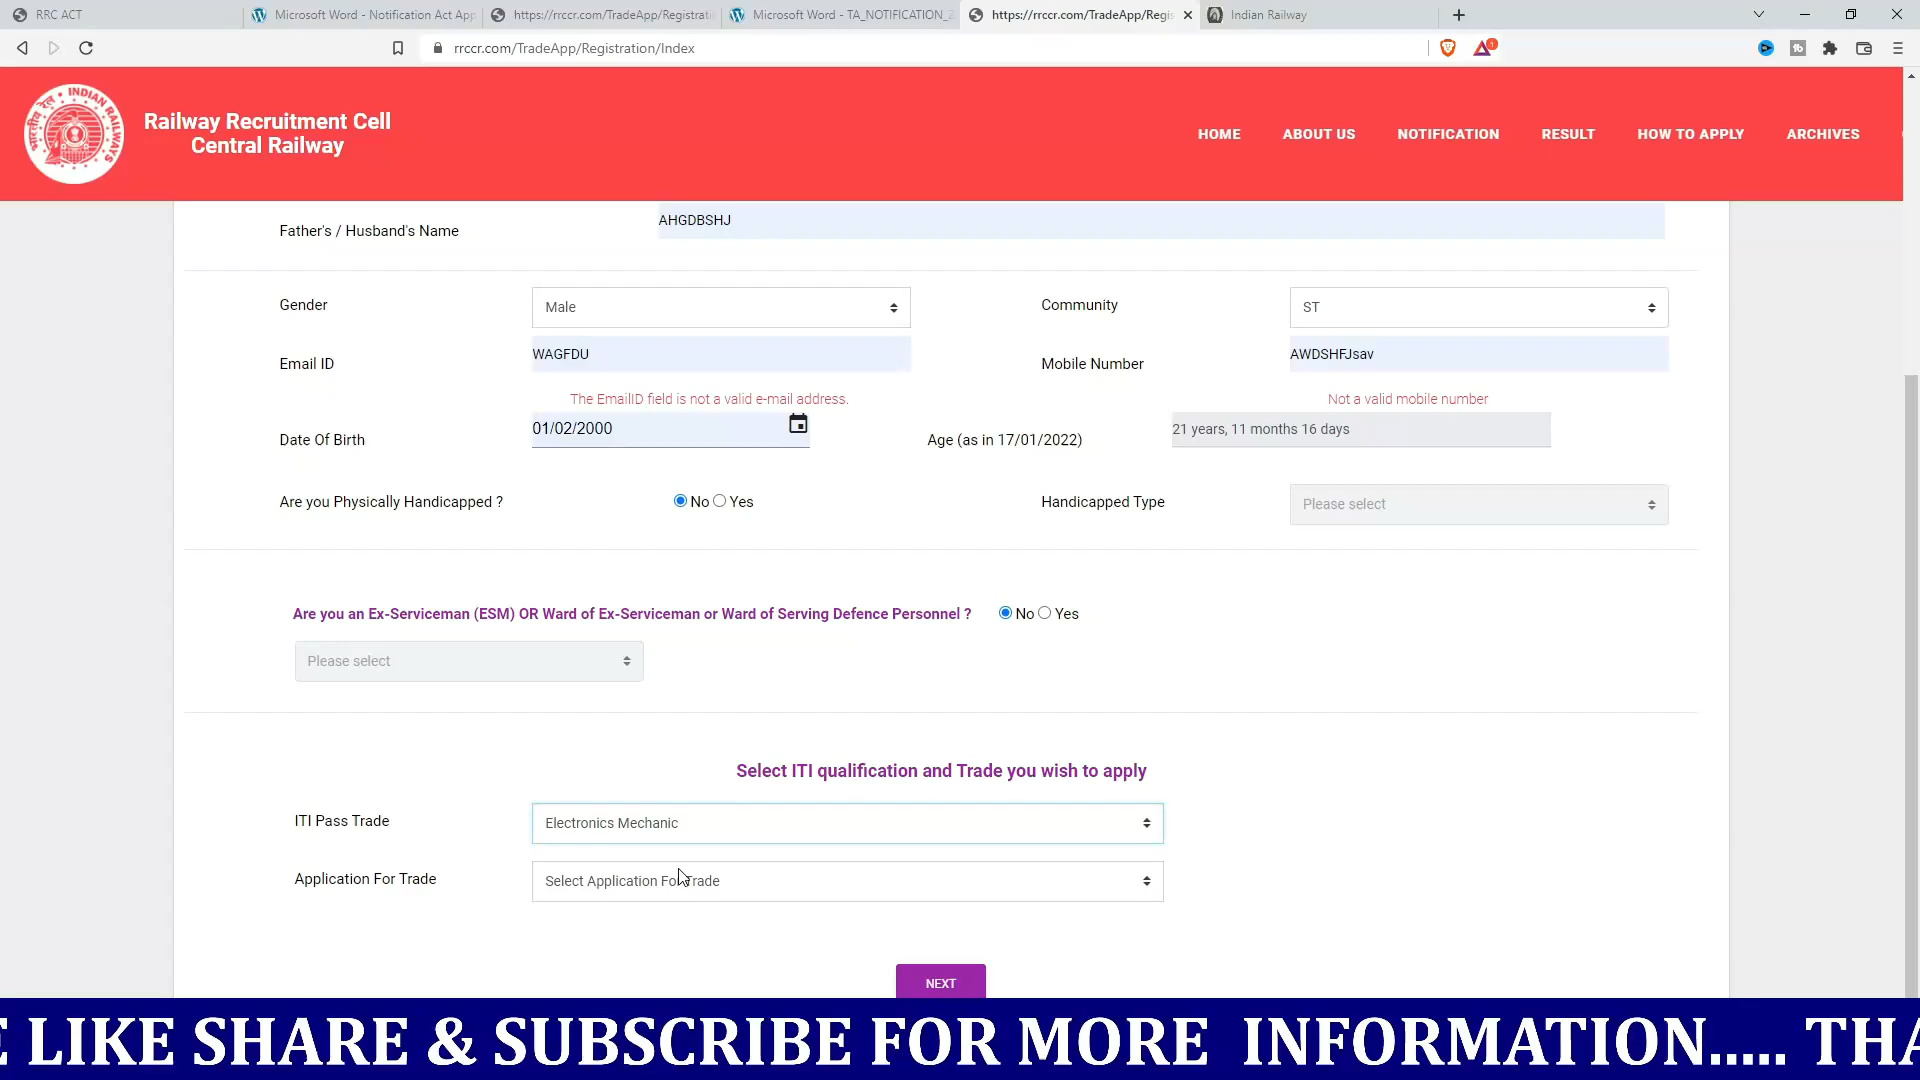 RRC ACT
Microsoft Word - Notification Act App
https://rrccr.com/TradeApp/Registrati
Microsoft Word - TA_NOTIFICATION_2
https://rrccr.com/TradeApp/Regis
Indian Railway
rrccr.com/TradeApp/Registration/Index
INDIAN RAILWAYS
भारतीय रेल
Railway Recruitment Cell
Central Railway
HOME
ABOUT US
NOTIFICATION
RESULT
HOW TO APPLY
ARCHIVES
Father's / Husband's Name
AHGDBSHJ
Gender
Male
Community
ST
Email ID
WAGFDU
Mobile Number
AWDSHFJsav
The EmailID field is not a valid e-mail address.
Not a valid mobile number
Date Of Birth
01/02/2000
Age (as in 17/01/2022)
21 years, 11 months 16 days
Are you Physically Handicapped ?
No Yes
Handicapped Type
Please select
Are you an Ex-Serviceman (ESM) OR Ward of Ex-Serviceman or Ward of Serving Defence Personnel ?
No Yes
Please select
Select ITI qualification and Trade you wish to apply
ITI Pass Trade
Electronics Mechanic
Application For Trade
Select Application For Trade
NEXT
E LIKE SHARE & SUBSCRIBE FOR MORE INFORMATION..... THA